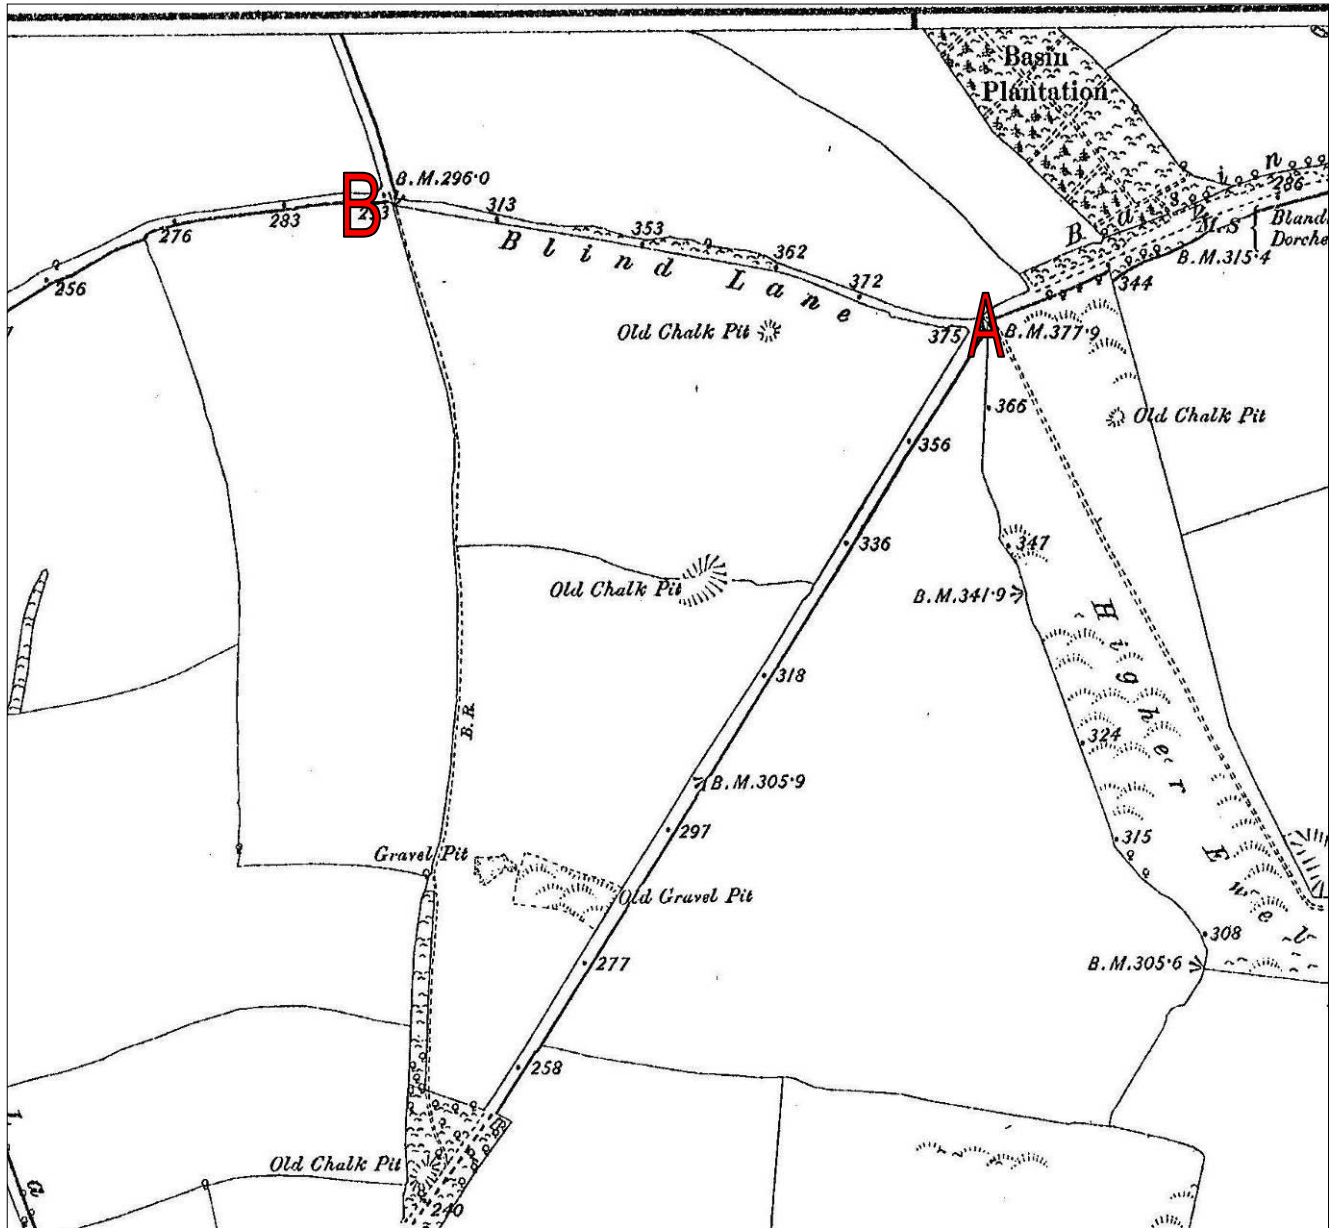 Basin
Plantation
B a s i n
286
M.S
Bland
Dorche
B.M.315·4
344
B
B.M.296·0
293
313
283
276
256
353
362
372
Blind Lane
Old Chalk Pit
375
A
B.M.377·9
366
356
Old Chalk Pit
336
347
Old Chalk Pit
B.M.341·9
Higher End
318
B.R.
324
B.M.305·9
297
315
Gravel Pit
Old Gravel Pit
308
277
B.M.305·6
258
L a
Old Chalk Pit
240